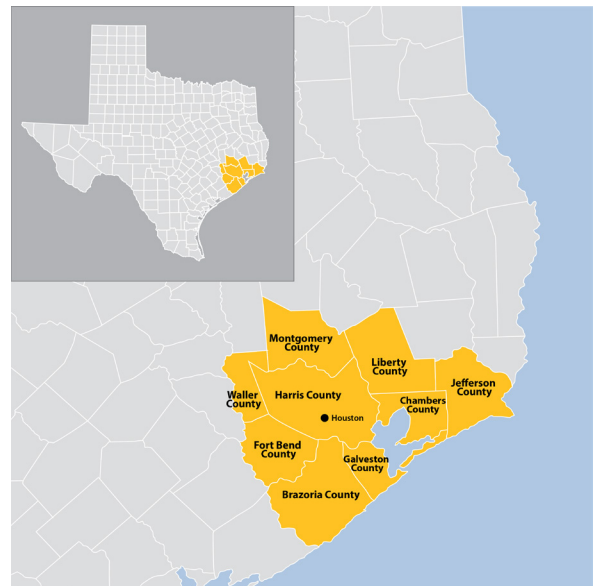 Montgomery
County
Liberty
County
Jefferson
County
Waller
County
Harris County
Chambers
County
Houston
Fort Bend
County
Galveston
County
Brazoria County